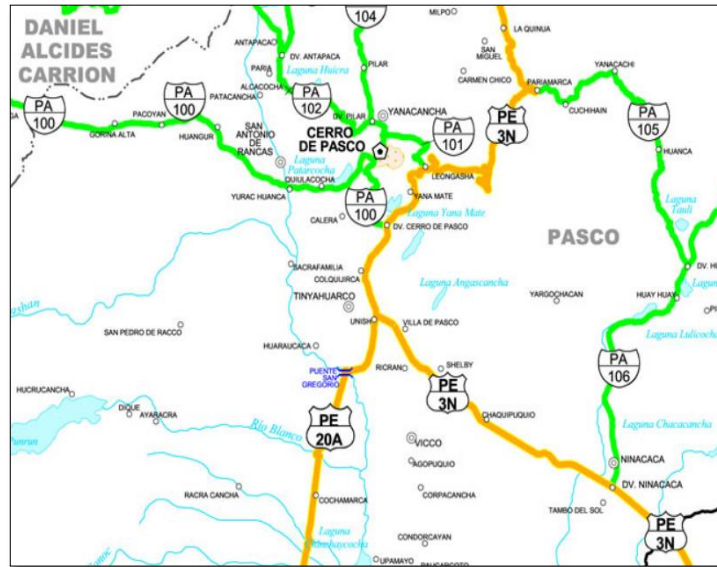 DANIEL
ALCIDES
CARRION
104
MILPO
LA QUINUA
ANTAPACA
DV. ANTAPACA
SAN
MIGUEL
YANACACHI
PILAR
PARIA
Laguna Huicra
CARMEN CHICO
PARIAMARCA
ALCACOCHA
PATACANCHA
PA
100
PA
100
PA
102
DV. PILAR
YANACANCHA
CUCHIHAIN
PACOYAN
GORINA ALTA
HUANGUR
SAN
ANTONIO
DE
RANCAS
CERRO
DE PASCO
PA
101
PE
3N
PA
105
HUANCA
Laguna
Patarcocha
LEONGASHA
QUIULACOCHA
YURAC HUANCA
YANA MATE
PA
100
CALERA
Laguna Yana Mate
DV. CERRO DE PASCO
Laguna
Tauli
PASCO
SACRAFAMILIA
COLQUIJIRCA
DV. H
Laguna Angascancha
YARGOCHACAN
HUAY HUAY
TINYAHUARCO
UNISH
VILLA DE PASCO
SAN PEDRO DE RACCO
Laguna Lulicocha
HUARAUCACA
PUENTE
SAN
GREGORIO
RICRAN
SHELBY
PA
106
HUCRUCANCHA
PE
3N
DIQUE
AYARACRA
CHAQUIPUQUIO
PE
20A
Rio Blanco
Laguna Chacacancha
VICCO
AGOPUQUIO
NINACACA
RACRA CANCHA
CORPACANCHA
DV. NINACACA
COCHAMARCA
TAMBO DEL SOL
PE
3N
Laguna
CONDORCAYAN
UPAMAYO